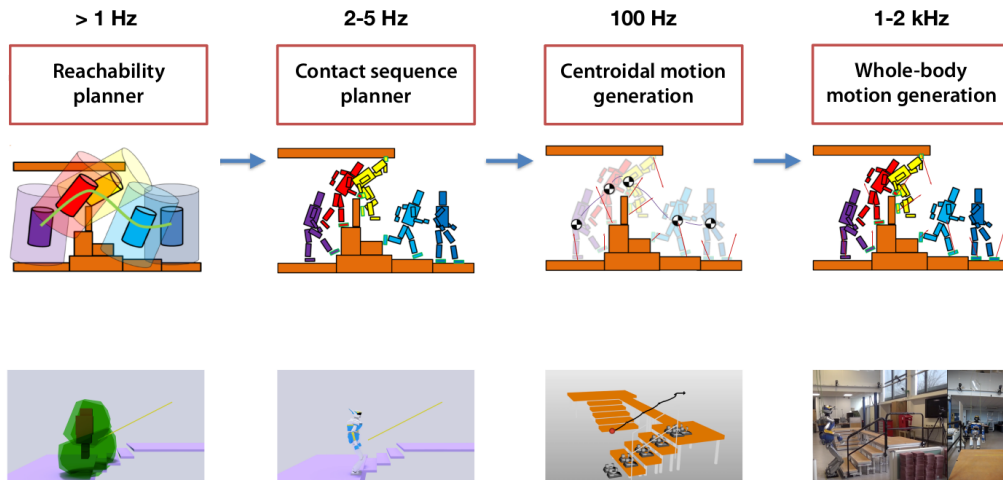 > 1 Hz
2-5 Hz
100 Hz
1-2 kHz
Reachability
planner
Contact sequence
planner
Centroidal motion
generation
Whole-body
motion generation